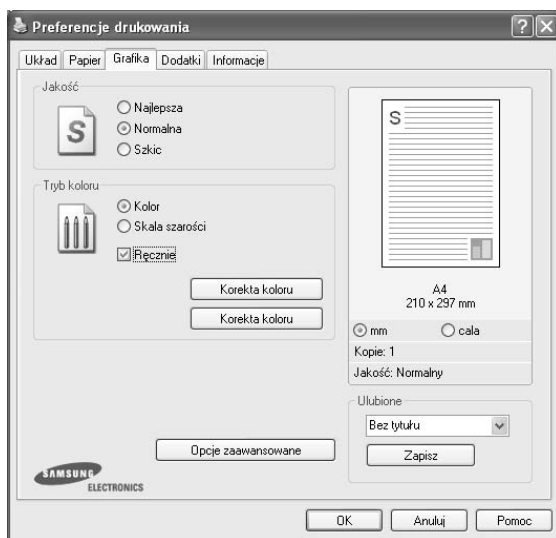 Preferencje drukowania
Układ Papier Grafika Dodatki Informacje
Jakość
S
Najlepsza
Normalna
Szkic
Tryb koloru
Kolor
Skala szarości
Ręcznie
Korekta koloru
Korekta koloru
Opcje zaawansowane
SAMSUNG
ELECTRONICS
S
A4
210 x 297 mm
mm cala
Kopie: 1
Jakość: Normalny
Ulubione
Bez tytułu
Zapisz
OK Anuluj Pomoc